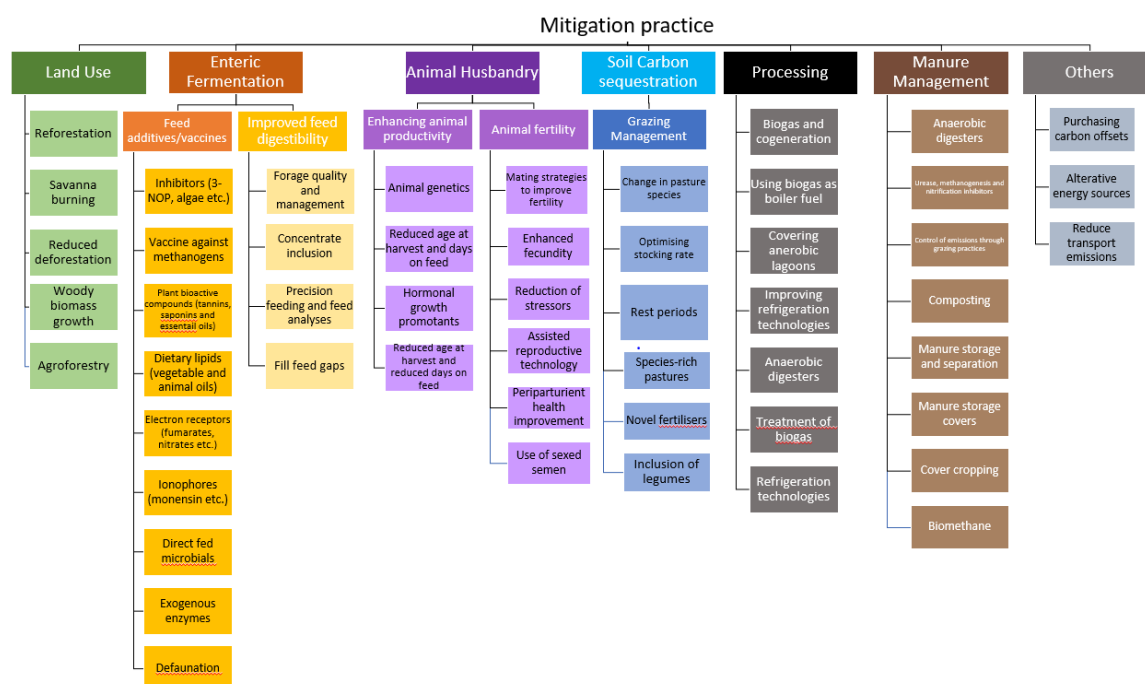 Mitigation practice
Land Use
Reforestation
Savanna
burning
Reduced
deforestation
Woody
biomass
growth
Agroforestry
Enteric
Fermentation
Feed
additives/vaccines
Inhibitors (3-
NOP, algae etc.)
Vaccine against
methanogens
Plant bioactive
compounds (tannins,
saponins and
essentail oils)
Dietary lipids
(vegetable and
animal oils)
Electron receptors
(fumarates,
nitrates etc.)
Ionophores
(monensin etc.)
Direct fed
microbials
Exogenous
enzymes
Defaunation
Improved feed
digestibility
Forage quality
and
management
Concentrate
inclusion
Precision
feeding and feed
analyses
Fill feed gaps
Animal Husbandry
Enhancing animal
productivity
Animal genetics
Reduced age at
harvest and days
on feed
Hormonal
growth
promotants
Reduced age at
harvest and
reduced days on
feed
Animal fertility
Mating strategies
to improve
fertility
Enhanced
fecundity
Reduction of
stressors
Assisted
reproductive
technology
Periparturient
health
improvement
Use of sexed
semen
Soil Carbon
sequestration
Grazing
Management
Change in pasture
species
Optimising
stocking rate
Rest periods
Species-rich
pastures
Novel fertilisers
Inclusion of
legumes
Processing
Biogas and
cogeneration
Using biogas as
boiler fuel
Covering
anerobic
lagoons
Improving
refrigeration
technologies
Anaerobic
digesters
Treatment of
biogas
Refrigeration
technologies
Manure
Management
Anaerobic
digesters
Urease, methanogenesis and
nitrification inhibitors
Control of emissions through
grazing practices
Composting
Manure storage
and separation
Manure storage
covers
Cover cropping
Biomethane
Others
Purchasing
carbon offsets
Alterative
energy sources
Reduce
transport
emissions